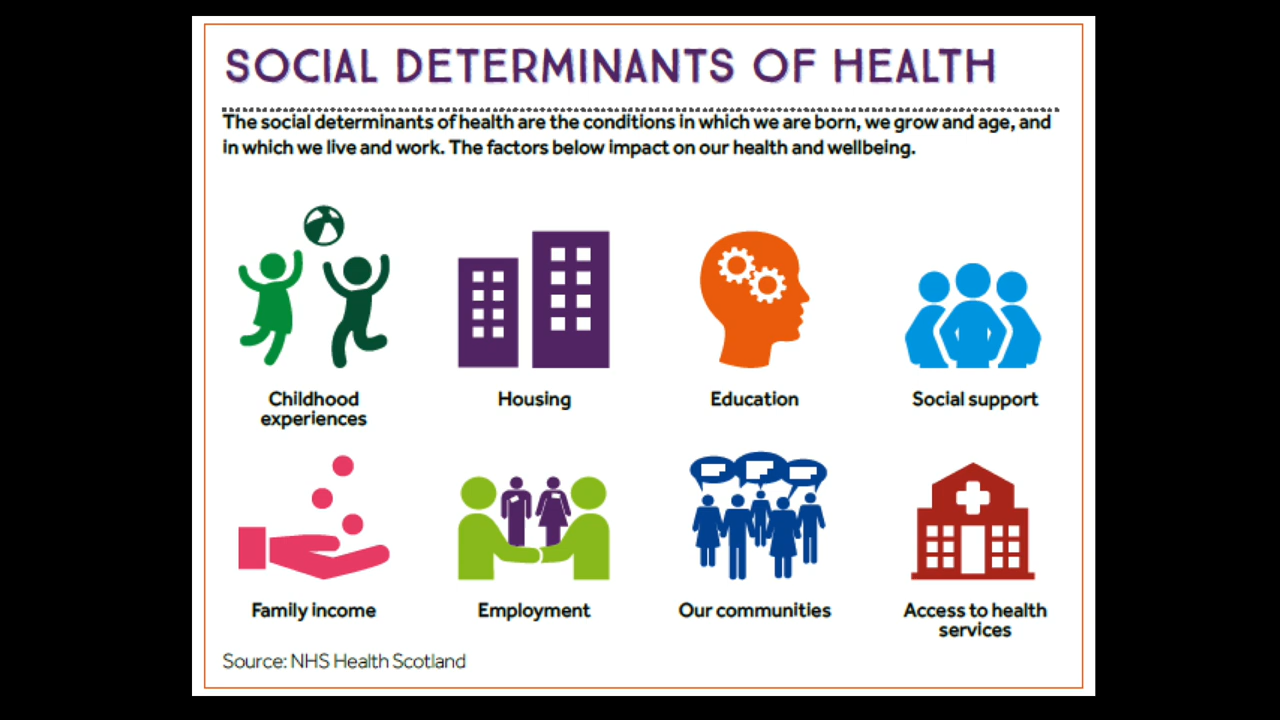 SOCIAL DETERMINANTS OF HEALTH
The social determinants of health are the conditions in which we are born, we grow and age, and
in which we live and work. The factors below impact on our health and wellbeing.
Childhood
experiences
Housing
Education
Social support
Family income
Employment
Our communities
Access to health
services
Source: NHS Health Scotland